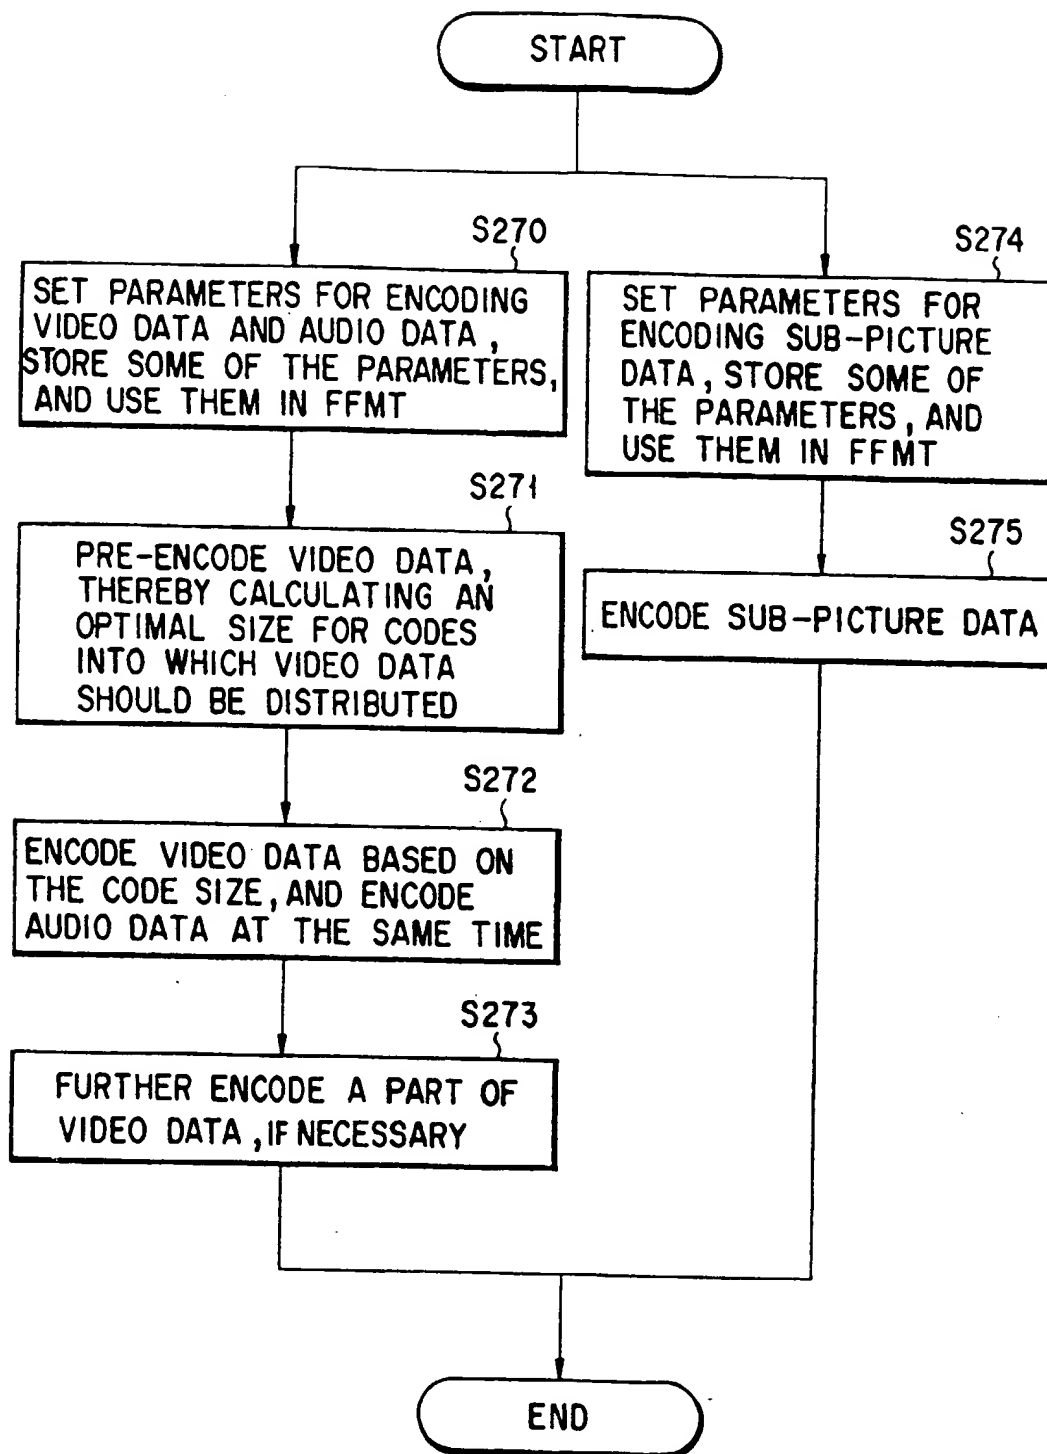 START
S270
SET PARAMETERS FOR ENCODING
VIDEO DATA AND AUDIO DATA,
STORE SOME OF THE PARAMETERS,
AND USE THEM IN FFMT
S271
PRE-ENCODE VIDEO DATA,
THEREBY CALCULATING AN
OPTIMAL SIZE FOR CODES
INTO WHICH VIDEO DATA
SHOULD BE DISTRIBUTED
S272
ENCODE VIDEO DATA BASED ON
THE CODE SIZE, AND ENCODE
AUDIO DATA AT THE SAME TIME
S273
FURTHER ENCODE A PART OF
VIDEO DATA, IF NECESSARY
S274
SET PARAMETERS FOR
ENCODING SUB-PICTURE
DATA, STORE SOME OF
THE PARAMETERS, AND
USE THEM IN FFMT
S275
ENCODE SUB-PICTURE DATA
END